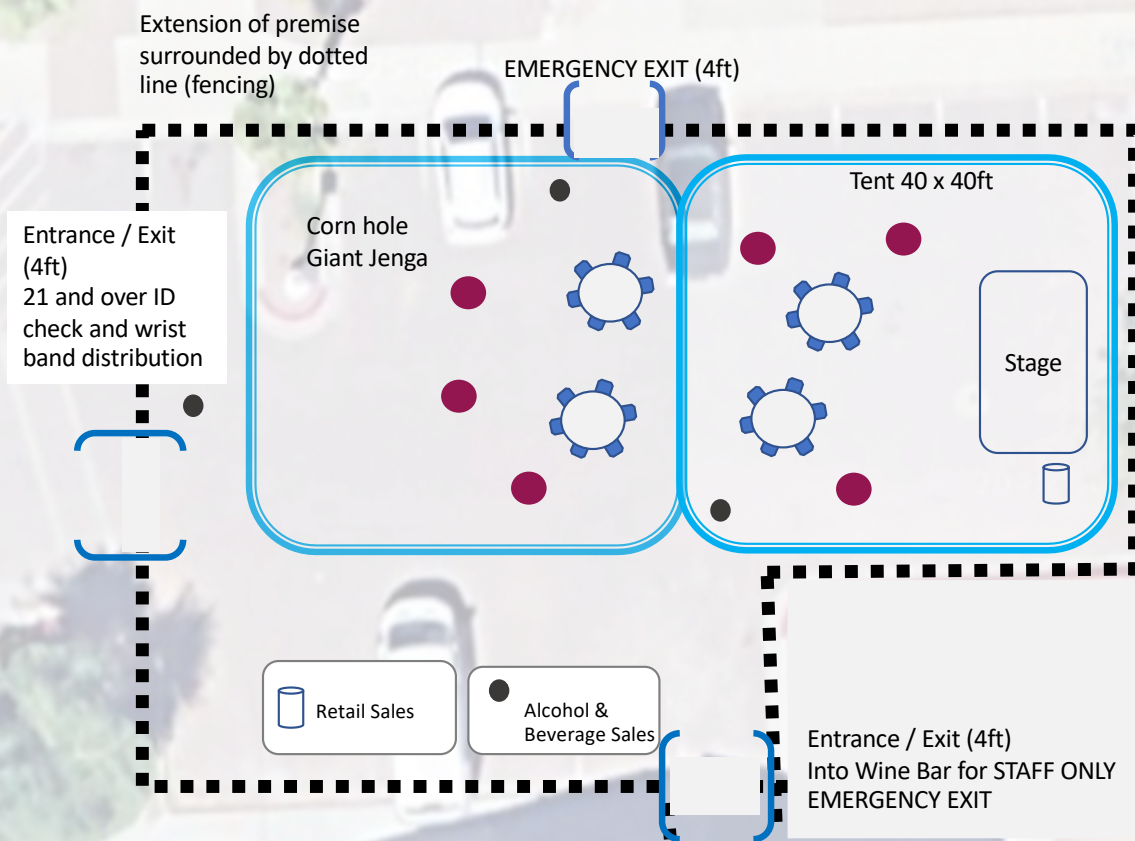 Extension of premise
surrounded by dotted
line (fencing)
EMERGENCY EXIT (4ft)
Tent 40 x 40ft
Corn hole
Giant Jenga
Entrance / Exit
(4ft)
21 and over ID
check and wrist
band distribution
Stage
Retail Sales
Alcohol &
Beverage Sales
Entrance / Exit (4ft)
Into Wine Bar for STAFF ONLY
EMERGENCY EXIT